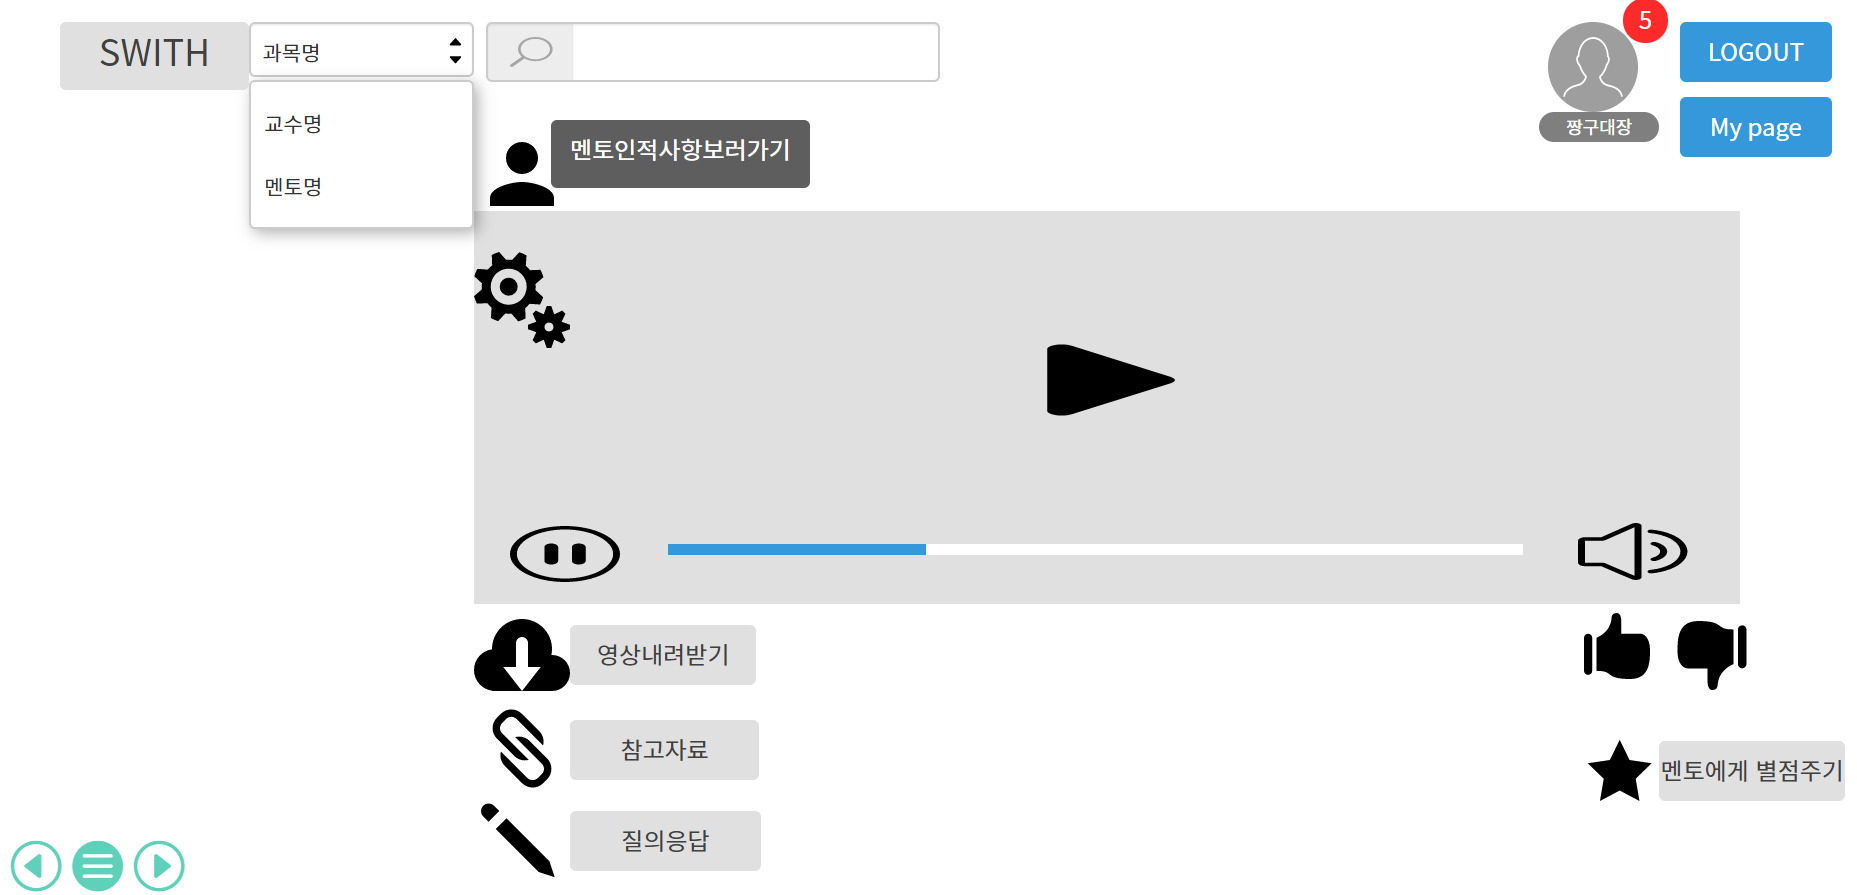 SWITH
과목명
교수명
멘토명
5
LOGOUT
짱구대장
My page
멘토인적사항보러가기
영상내려받기
참고자료
멘토에게 별점주기
질의응답